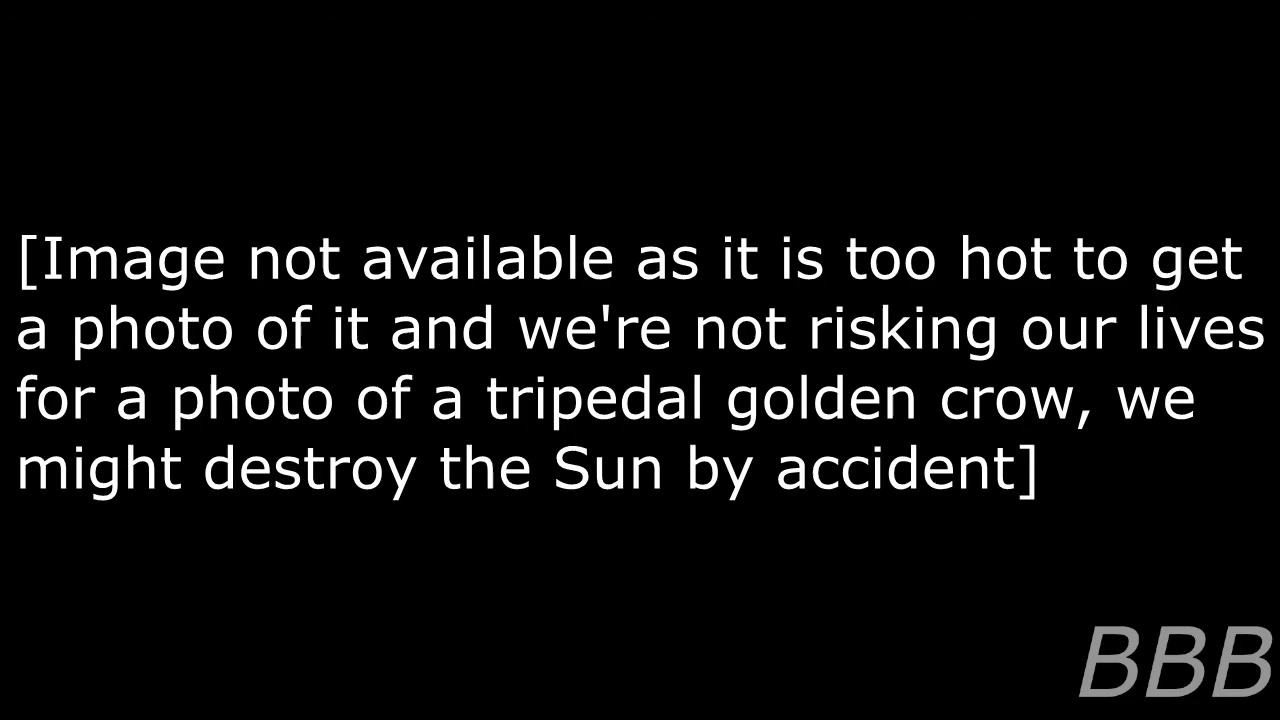 [Image not available as it is too hot to get
a photo of it and we're not risking our lives
for a photo of a tripedal golden crow, we
might destroy the Sun by accident]
BBB